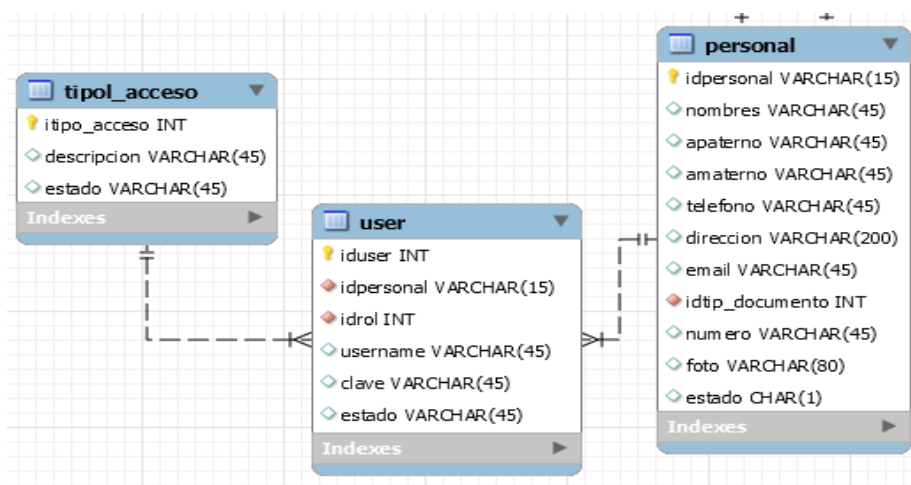 tipol_acceso
itipo_acceso INT
descripcion VARCHAR(45)
estado VARCHAR(45)
Indexes
user
iduser INT
idpersonal VARCHAR(15)
idrol INT
username VARCHAR(45)
clave VARCHAR(45)
estado VARCHAR(45)
Indexes
personal
idpersonal VARCHAR(15)
nombres VARCHAR(45)
apaterno VARCHAR(45)
amaterno VARCHAR(45)
telefono VARCHAR(45)
direccion VARCHAR(200)
email VARCHAR(45)
idtip_documento INT
numero VARCHAR(45)
foto VARCHAR(80)
estado CHAR(1)
Indexes